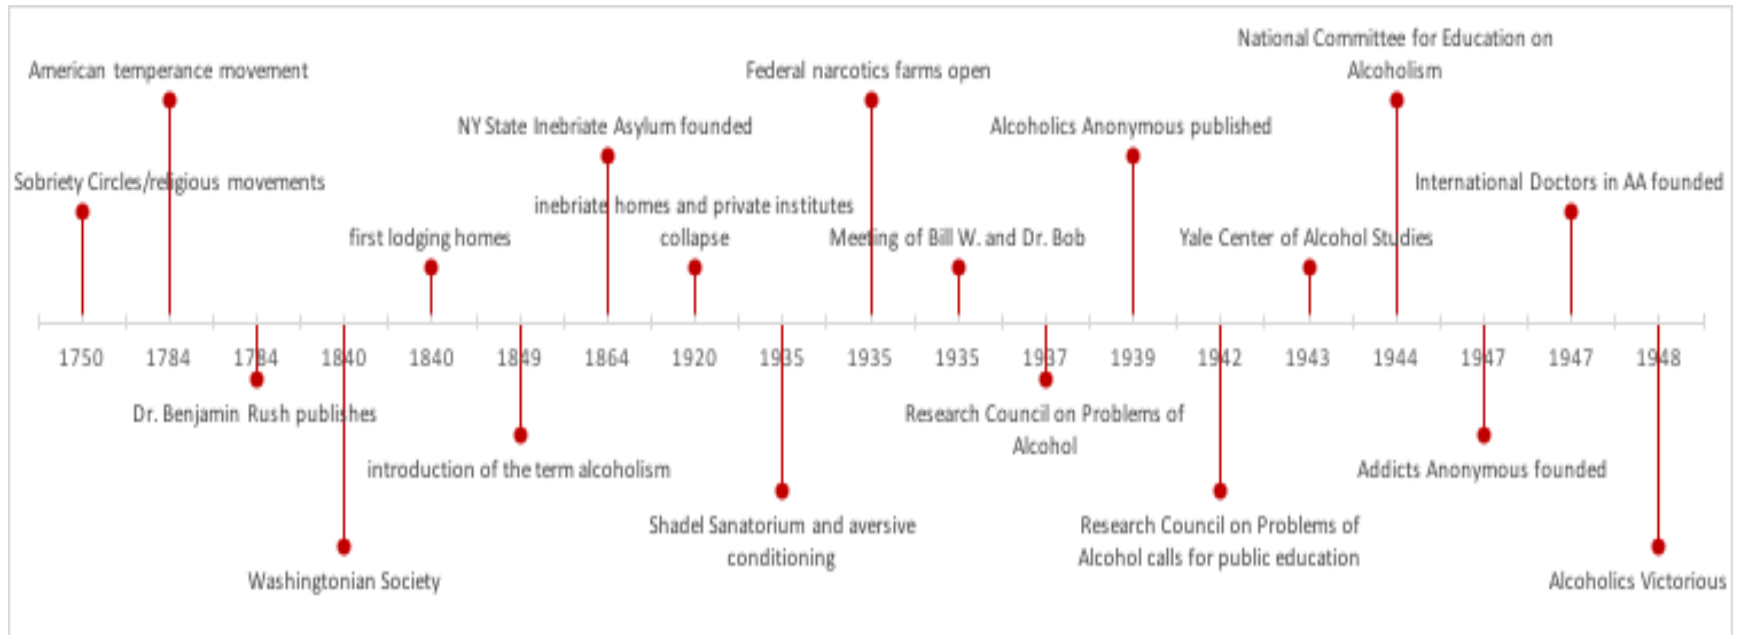 National Committee for Education on
Alcoholism
American temperance movement
Federal narcotics farms open
NY State Inebriate Asylum founded
Alcoholics Anonymous published
Sobriety Circles/religious movements
International Doctors in AA founded
inebriate homes and private institutes
collapse
first lodging homes
Meeting of Bill W. and Dr. Bob
Yale Center of Alcohol Studies
1750 1784 1784 1840 1840 1849 1864 1920 1935 1935 1935 1937 1939 1942 1943 1944 1947 1947 1948
Dr. Benjamin Rush publishes
Research Council on Problems of
Alcohol
introduction of the term alcoholism
Addicts Anonymous founded
Shadel Sanatorium and aversive
conditioning
Research Council on Problems of
Alcohol calls for public education
Washingtonian Society
Alcoholics Victorious